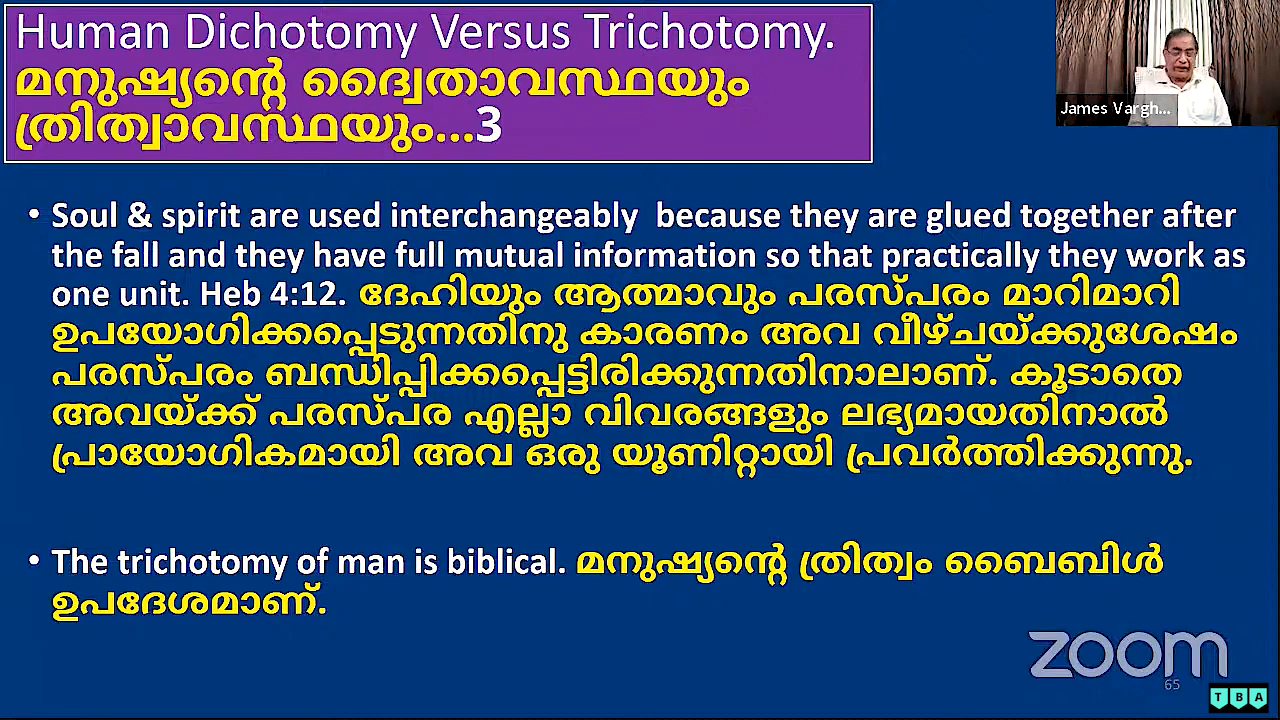 Human Dichotomy Versus Trichotomy.
മനുഷ്യന്റെ ദ്വൈതാവസ്ഥയും
ത്രിത്വാവസ്ഥയും...3
James Vargh...
• Soul & spirit are used interchangeably because they are glued together after
the fall and they have full mutual information so that practically they work as
one unit. Heb 4:12. ദേഹിയും ആത്മാവും പരസ്പരം മാറിമാറി
ഉപയോഗിക്കപ്പെടുന്നതിനു കാരണം അവ വീഴ്ചയ്ക്കുശേഷം
പരസ്പരം ബന്ധിപ്പിക്കപ്പെട്ടിരിക്കുന്നതിനാലാണ്. കൂടാതെ
അവയ്ക്ക് പരസ്പര എല്ലാ വിവരങ്ങളും ലഭ്യമായതിനാൽ
പ്രായോഗികമായി അവ ഒരു യൂണിറ്റായി പ്രവർത്തിക്കുന്നു.
• The trichotomy of man is biblical. മനുഷ്യന്റെ ത്രിത്വം ബൈബിൾ
ഉപദേശമാണ്.
zoom
65
TBA